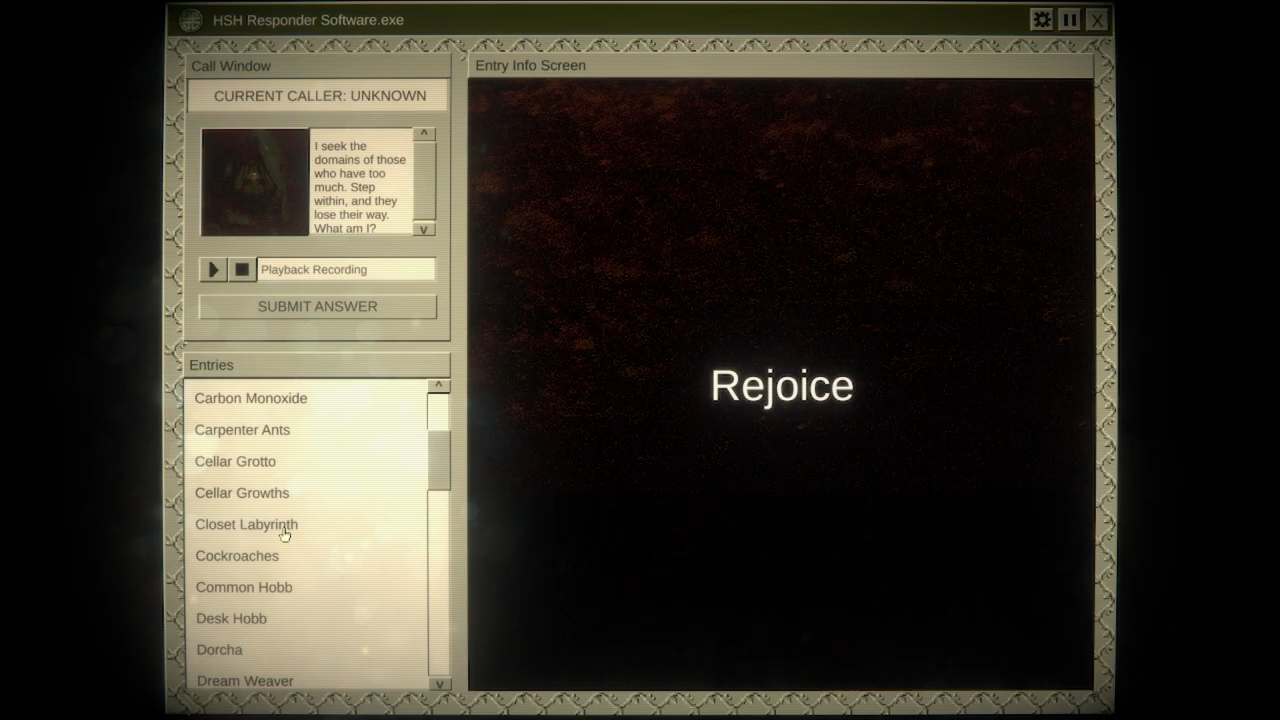 HSH Responder Software.exe
X
Call Window
CURRENT CALLER: UNKNOWN
I seek the
domains of those
who have too
much. Step
within, and they
lose their way.
What am I?
Playback Recording
SUBMIT ANSWER
Entries
Carbon Monoxide
Carpenter Ants
Cellar Grotto
Cellar Growths
Closet Labyrinth
Cockroaches
Common Hobb
Desk Hobb
Dorcha
Dream Weaver
Entry Info Screen
Rejoice